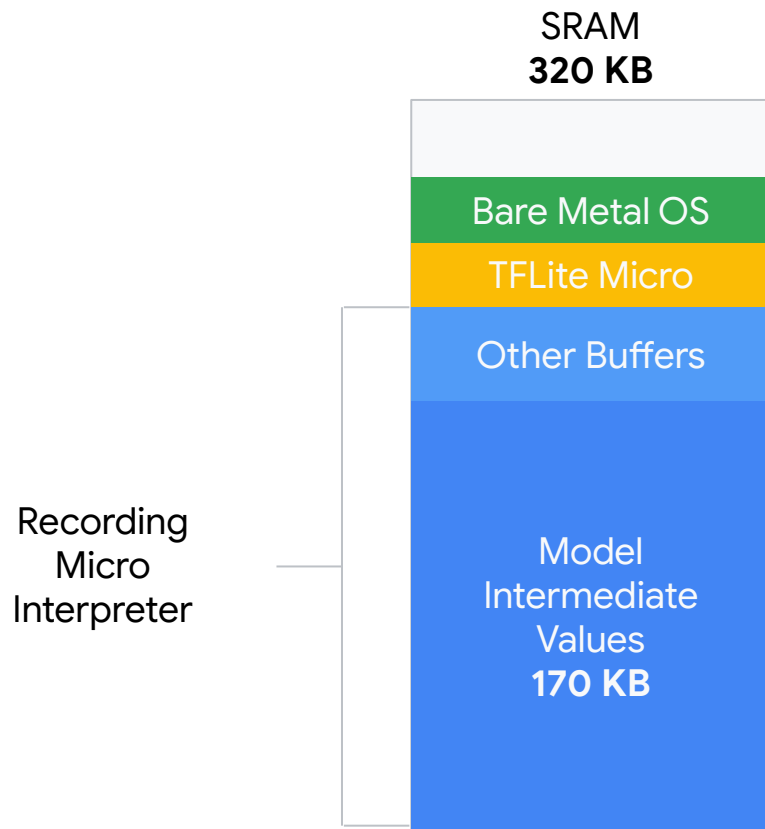 SRAM
320 KB
Bare Metal OS
TFLite Micro
Other Buffers
Recording
Micro
Interpreter
Model
Intermediate
Values
170 KB